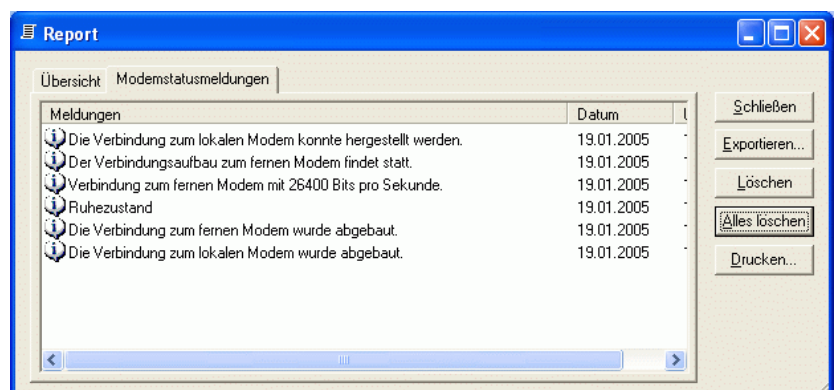 Report
Übersicht Modemstatusmeldungen
Meldungen Datum
Die Verbindung zum lokalen Modem konnte hergestellt werden. 19.01.2005
Der Verbindungsaufbau zum fernen Modem findet statt. 19.01.2005
Verbindung zum fernen Modem mit 26400 Bits pro Sekunde. 19.01.2005
Ruhezustand 19.01.2005
Die Verbindung zum fernen Modem wurde abgebaut. 19.01.2005
Die Verbindung zum lokalen Modem wurde abgebaut. 19.01.2005
Schließen
Exportieren...
Löschen
Alles löschen
Drucken...